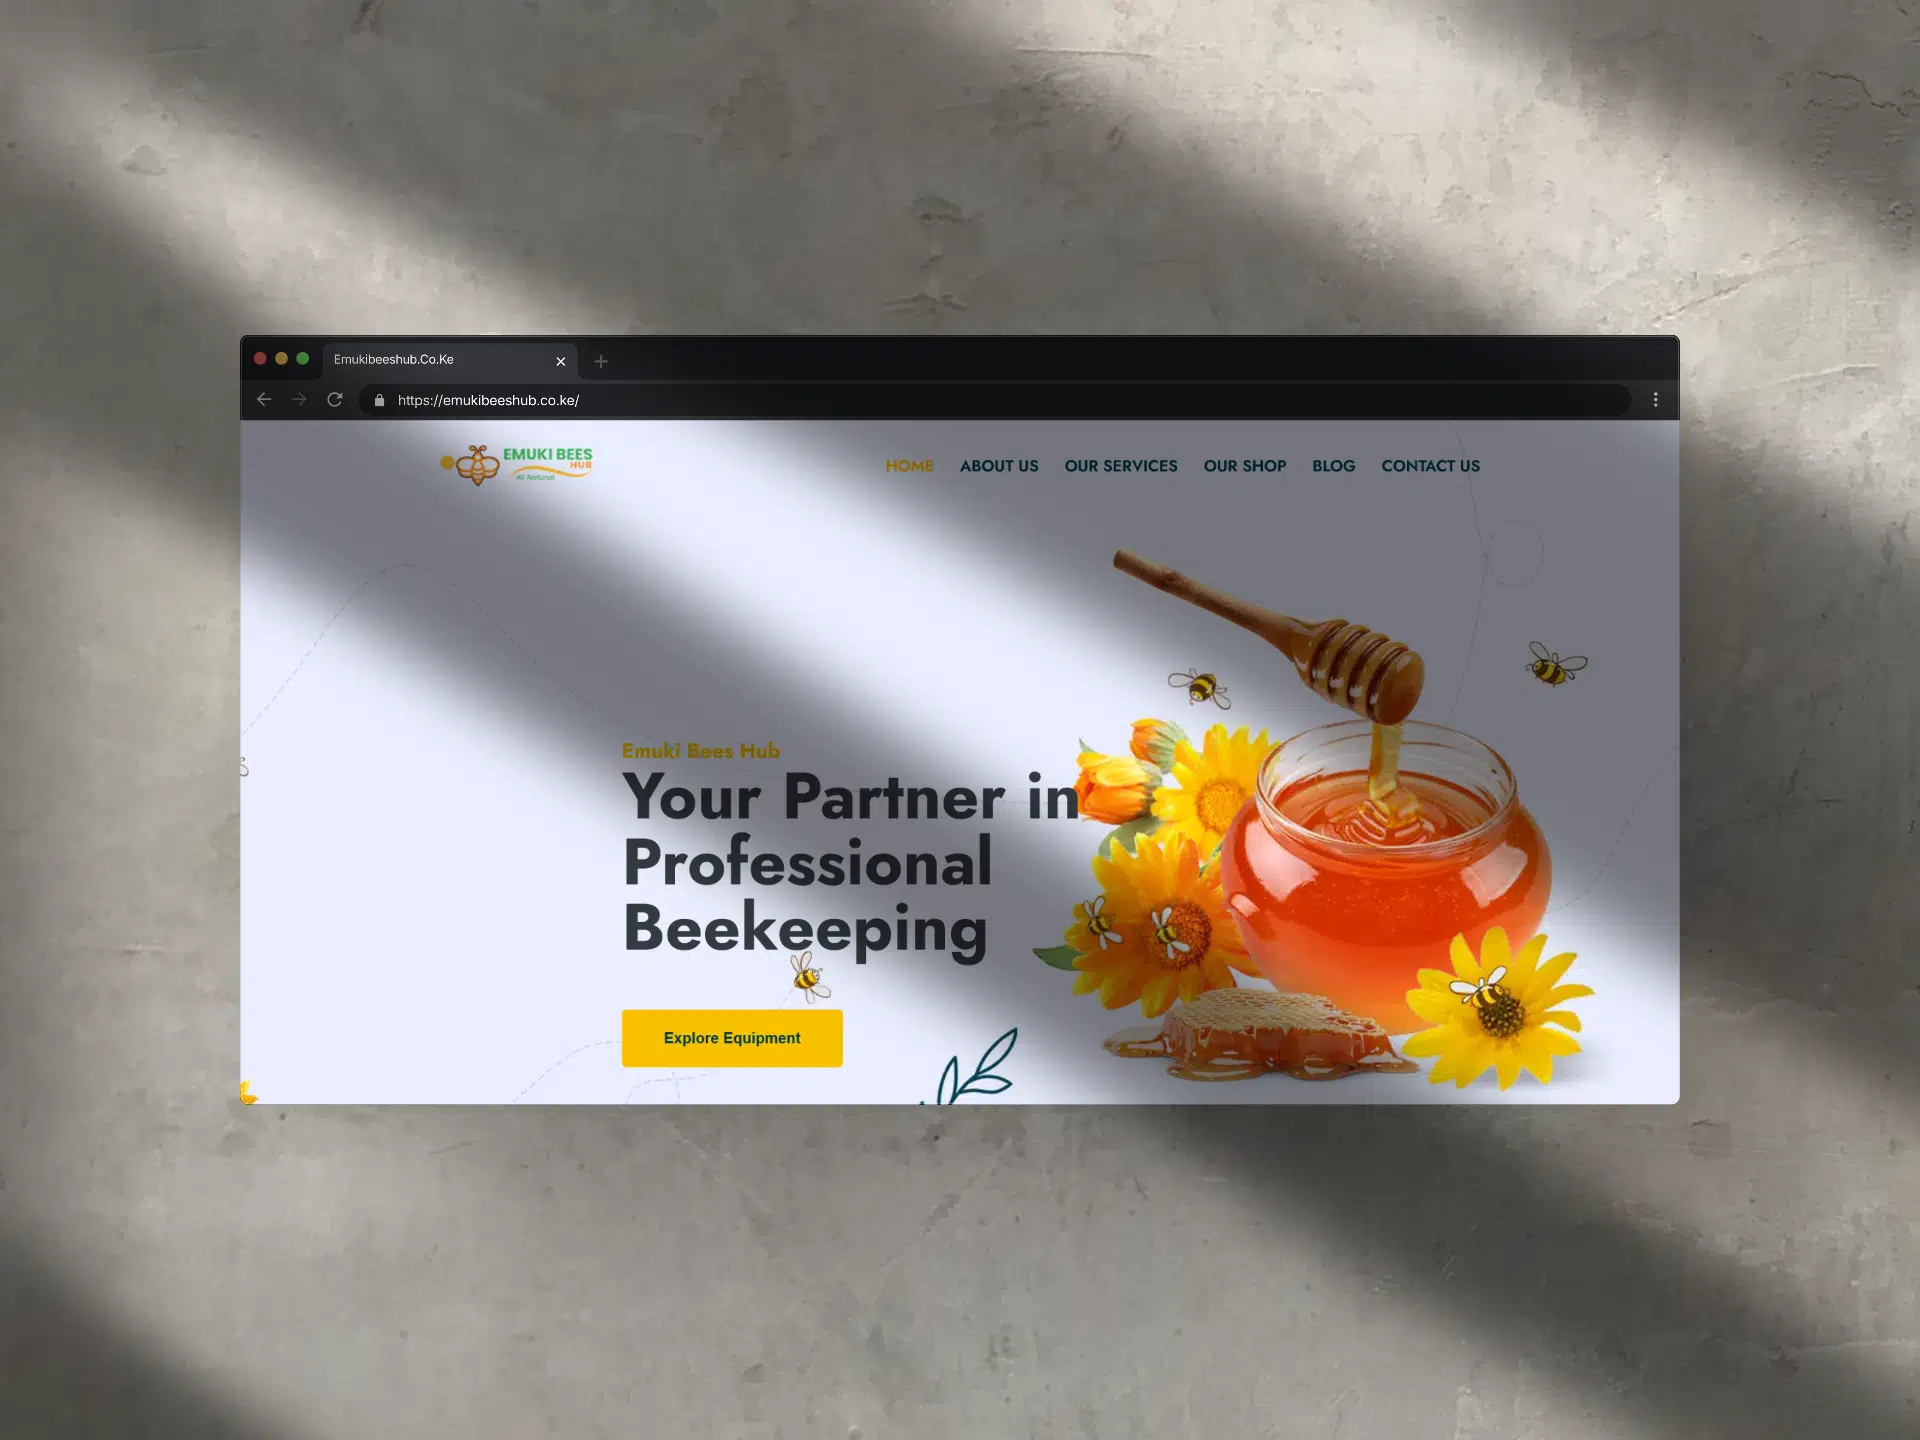 Emukibeeshub.Co.Ke
https://emukibeeshub.co.ke/
EMUKI BEES
HUB
All Natural
HOME ABOUT US OUR SERVICES OUR SHOP BLOG CONTACT US
Emuki Bees Hub
Your Partner in
Professional
Beekeeping
Explore Equipment